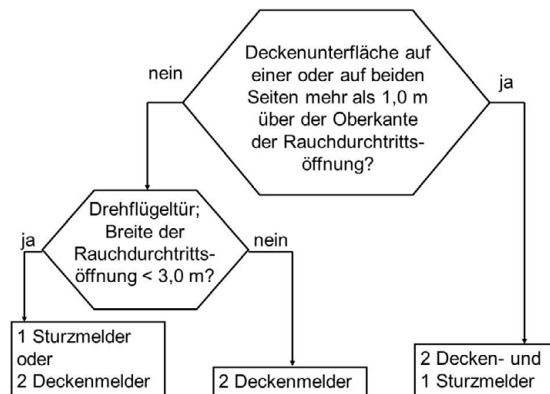 Deckenunterfläche auf
einer oder auf beiden
Seiten mehr als 1,0 m
über der Oberkante
der Rauchdurchtritts-
öffnung?
nein
ja
Drehflügeltür;
Breite der
Rauchdurchtritts-
öffnung < 3,0 m?
ja
nein
1 Sturzmelder
oder
2 Deckenmelder
2 Deckenmelder
2 Decken- und
1 Sturzmelder